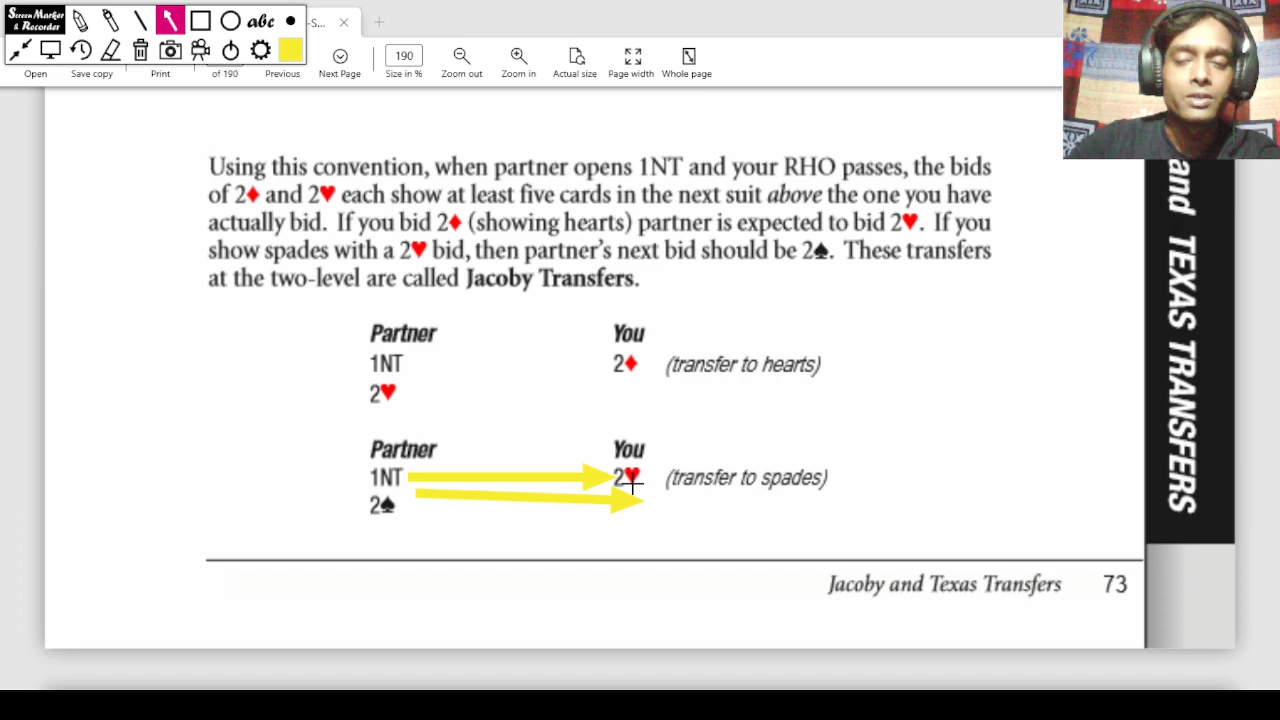 Screen Marker & Recorder
abc
-S...
190
Open
Save copy
Print
of 190
Previous
Next Page
Size in %
Zoom out
Zoom in
Actual size
Page width
Whole page
Using this convention, when partner opens 1NT and your RHO passes, the bids
of 2♦ and 2♥ each show at least five cards in the next suit above the one you have
actually bid. If you bid 2♦ (showing hearts) partner is expected to bid 2♥. If you
show spades with a 2♥ bid, then partner's next bid should be 2♠. These transfers
at the two-level are called Jacoby Transfers.
Partner You
1NT 2♦ (transfer to hearts)
2♥
Partner You
1NT 2♥ (transfer to spades)
2♠
Jacoby and Texas Transfers 73
and TEXAS TRANSFERS